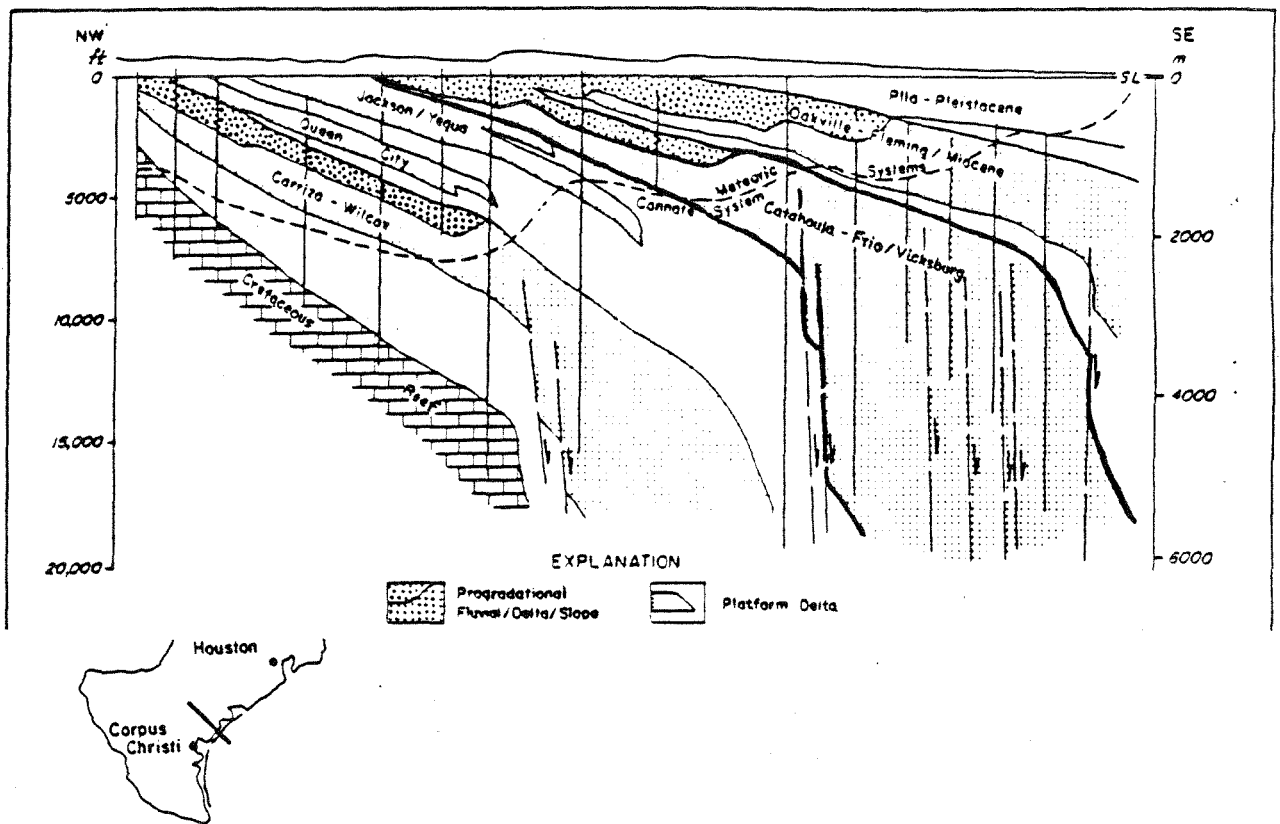 NW
ft
0
5000
10,000
15,000
20,000
SE
m
SL
0
2000
4000
6000
Plio - Pleistocene
Oakville
Fleming / Miocene
Systems
Jackson / Yegua
Queen
City
Carrizo - Wilcox
Meteoric
Connate System
Catahoula - Frio / Vicksburg
Cretaceous
Reef
EXPLANATION
Progradational
Fluvial / Delta / Slope
Platform Delta
Houston
Corpus
Christi